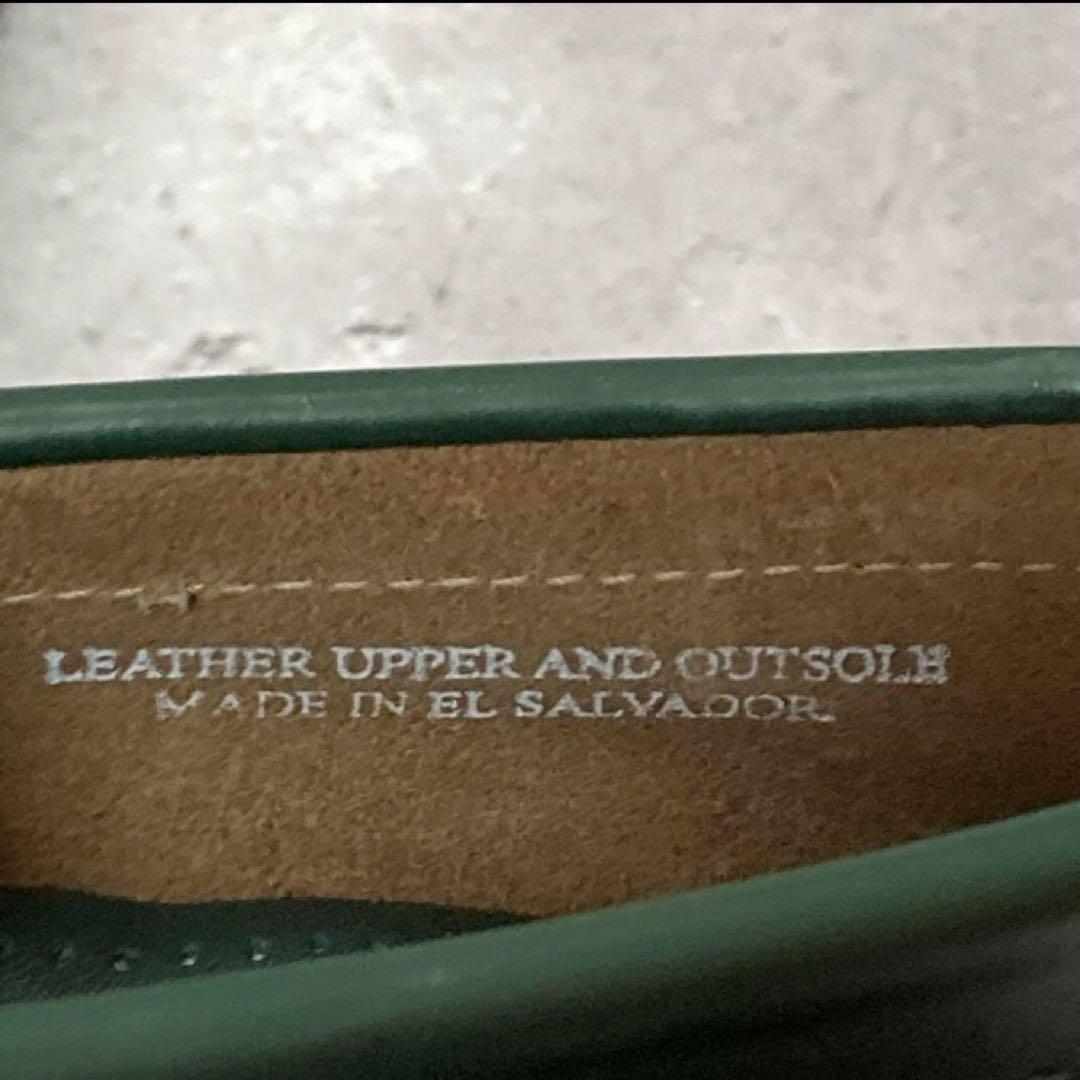 LEATHER UPPER AND OUTSOLE
MADE IN EL SALVADOR.